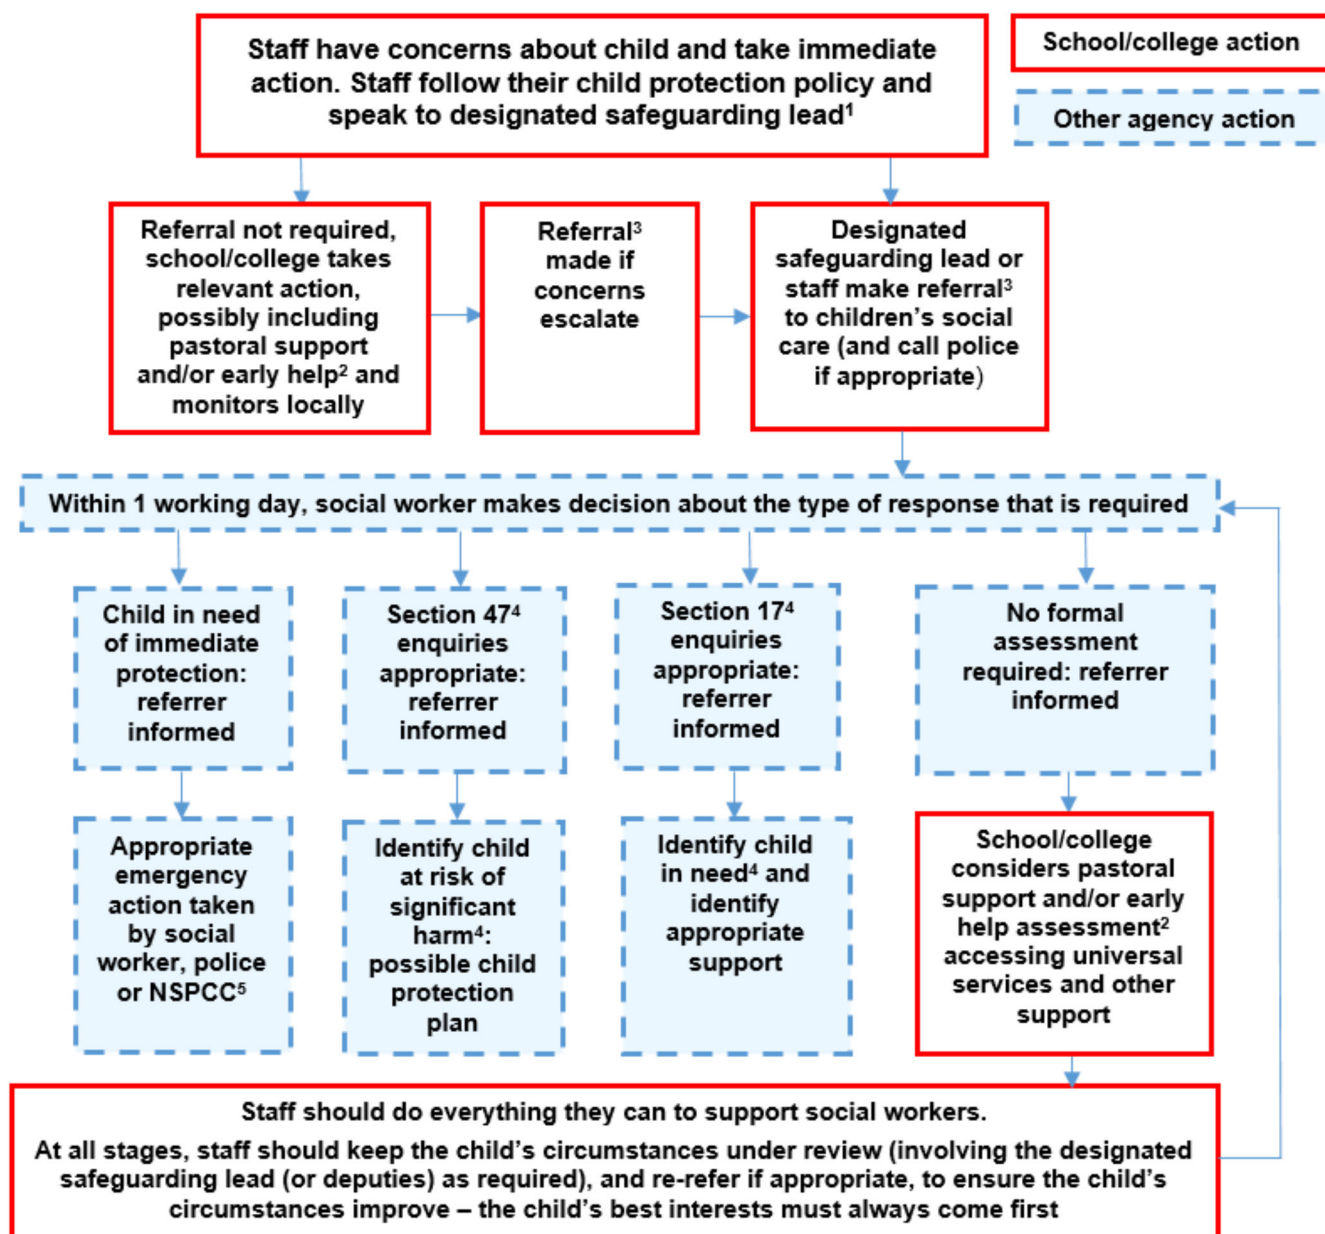 Staff have concerns about child and take immediate
action. Staff follow their child protection policy and
speak to designated safeguarding lead¹
School/college action
Other agency action
Referral not required,
school/college takes
relevant action,
possibly including
pastoral support
and/or early help² and
monitors locally
Referral³
made if
concerns
escalate
Designated
safeguarding lead or
staff make referral³
to children’s social
care (and call police
if appropriate)
Within 1 working day, social worker makes decision about the type of response that is required
Child in need
of immediate
protection:
referrer
informed
Section 47⁴
enquiries
appropriate:
referrer
informed
Section 17⁴
enquiries
appropriate:
referrer
informed
No formal
assessment
required: referrer
informed
Appropriate
emergency
action taken
by social
worker, police
or NSPCC⁵
Identify child
at risk of
significant
harm⁴:
possible child
protection
plan
Identify child
in need⁴ and
identify
appropriate
support
School/college
considers pastoral
support and/or early
help assessment²
accessing universal
services and other
support
Staff should do everything they can to support social workers.
At all stages, staff should keep the child’s circumstances under review (involving the designated
safeguarding lead (or deputies) as required), and re-refer if appropriate, to ensure the child’s
circumstances improve – the child’s best interests must always come first